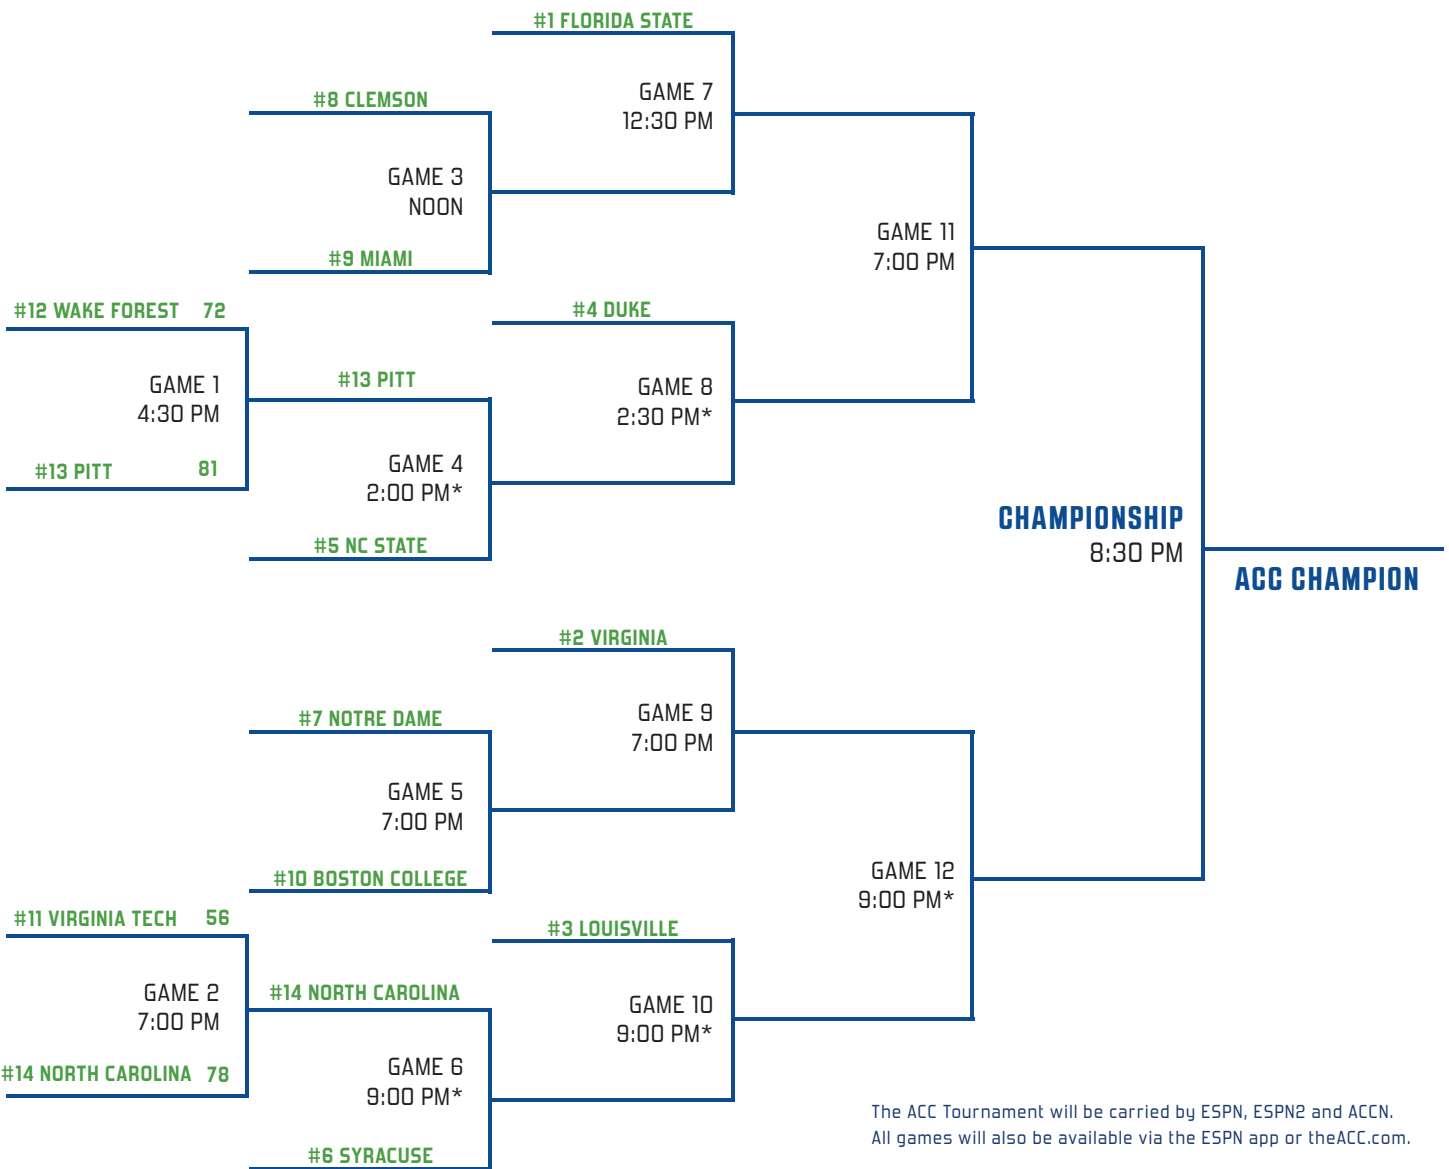 #1 FLORIDA STATE
GAME 7
12:30 PM
#8 CLEMSON
GAME 3
NOON
#9 MIAMI
GAME 11
7:00 PM
#12 WAKE FOREST 72
GAME 1
4:30 PM
#13 PITT 81
#13 PITT
GAME 4
2:00 PM*
#5 NC STATE
#4 DUKE
GAME 8
2:30 PM*
CHAMPIONSHIP
8:30 PM
ACC CHAMPION
#2 VIRGINIA
GAME 9
7:00 PM
#7 NOTRE DAME
GAME 5
7:00 PM
#10 BOSTON COLLEGE
GAME 12
9:00 PM*
#11 VIRGINIA TECH 56
GAME 2
7:00 PM
#14 NORTH CAROLINA 78
#14 NORTH CAROLINA
GAME 6
9:00 PM*
#6 SYRACUSE
#3 LOUISVILLE
GAME 10
9:00 PM*
The ACC Tournament will be carried by ESPN, ESPN2 and ACCN.
All games will also be available via the ESPN app or theACC.com.